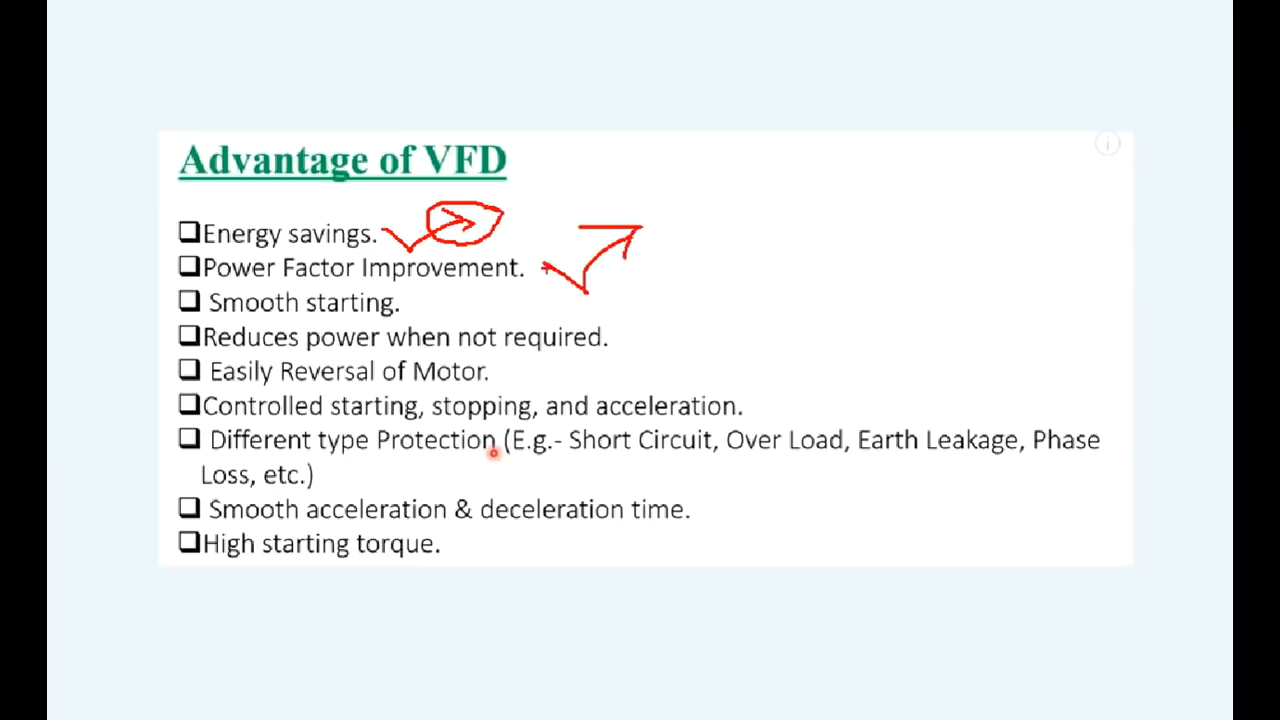 Advantage of VFD
Energy savings.
Power Factor Improvement.
Smooth starting.
Reduces power when not required.
Easily Reversal of Motor.
Controlled starting, stopping, and acceleration.
Different type Protection (E.g.- Short Circuit, Over Load, Earth Leakage, Phase
Loss, etc.)
Smooth acceleration & deceleration time.
High starting torque.